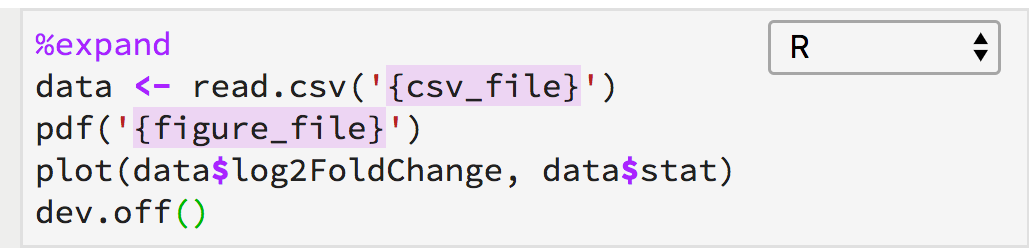 %expand
R
data <- read.csv('{csv_file}')
pdf('{figure_file}')
plot(data$log2FoldChange, data$stat)
dev.off()